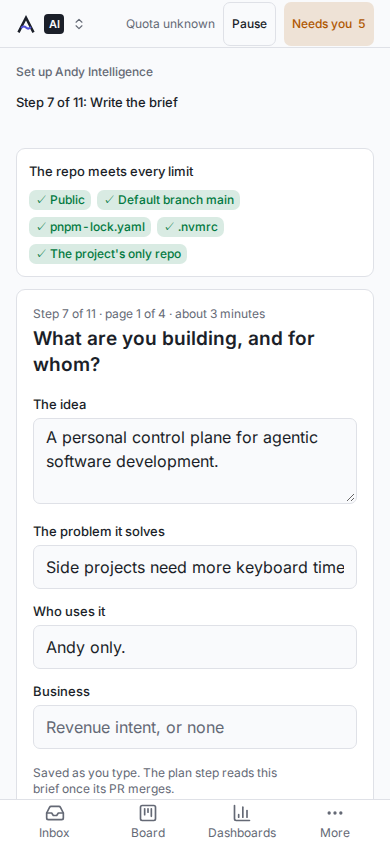 AI
Quota unknown
Pause
Needs you 5
Set up Andy Intelligence
Step 7 of 11: Write the brief
The repo meets every limit
✓ Public
✓ Default branch main
✓ pnpm-lock.yaml
✓ .nvmrc
✓ The project's only repo
Step 7 of 11 · page 1 of 4 · about 3 minutes
What are you building, and for
whom?
The idea
A personal control plane for agentic
software development.
The problem it solves
Side projects need more keyboard time
Who uses it
Andy only.
Business
Revenue intent, or none
Saved as you type. The plan step reads this
brief once its PR merges.
Inbox
Board
Dashboards
More